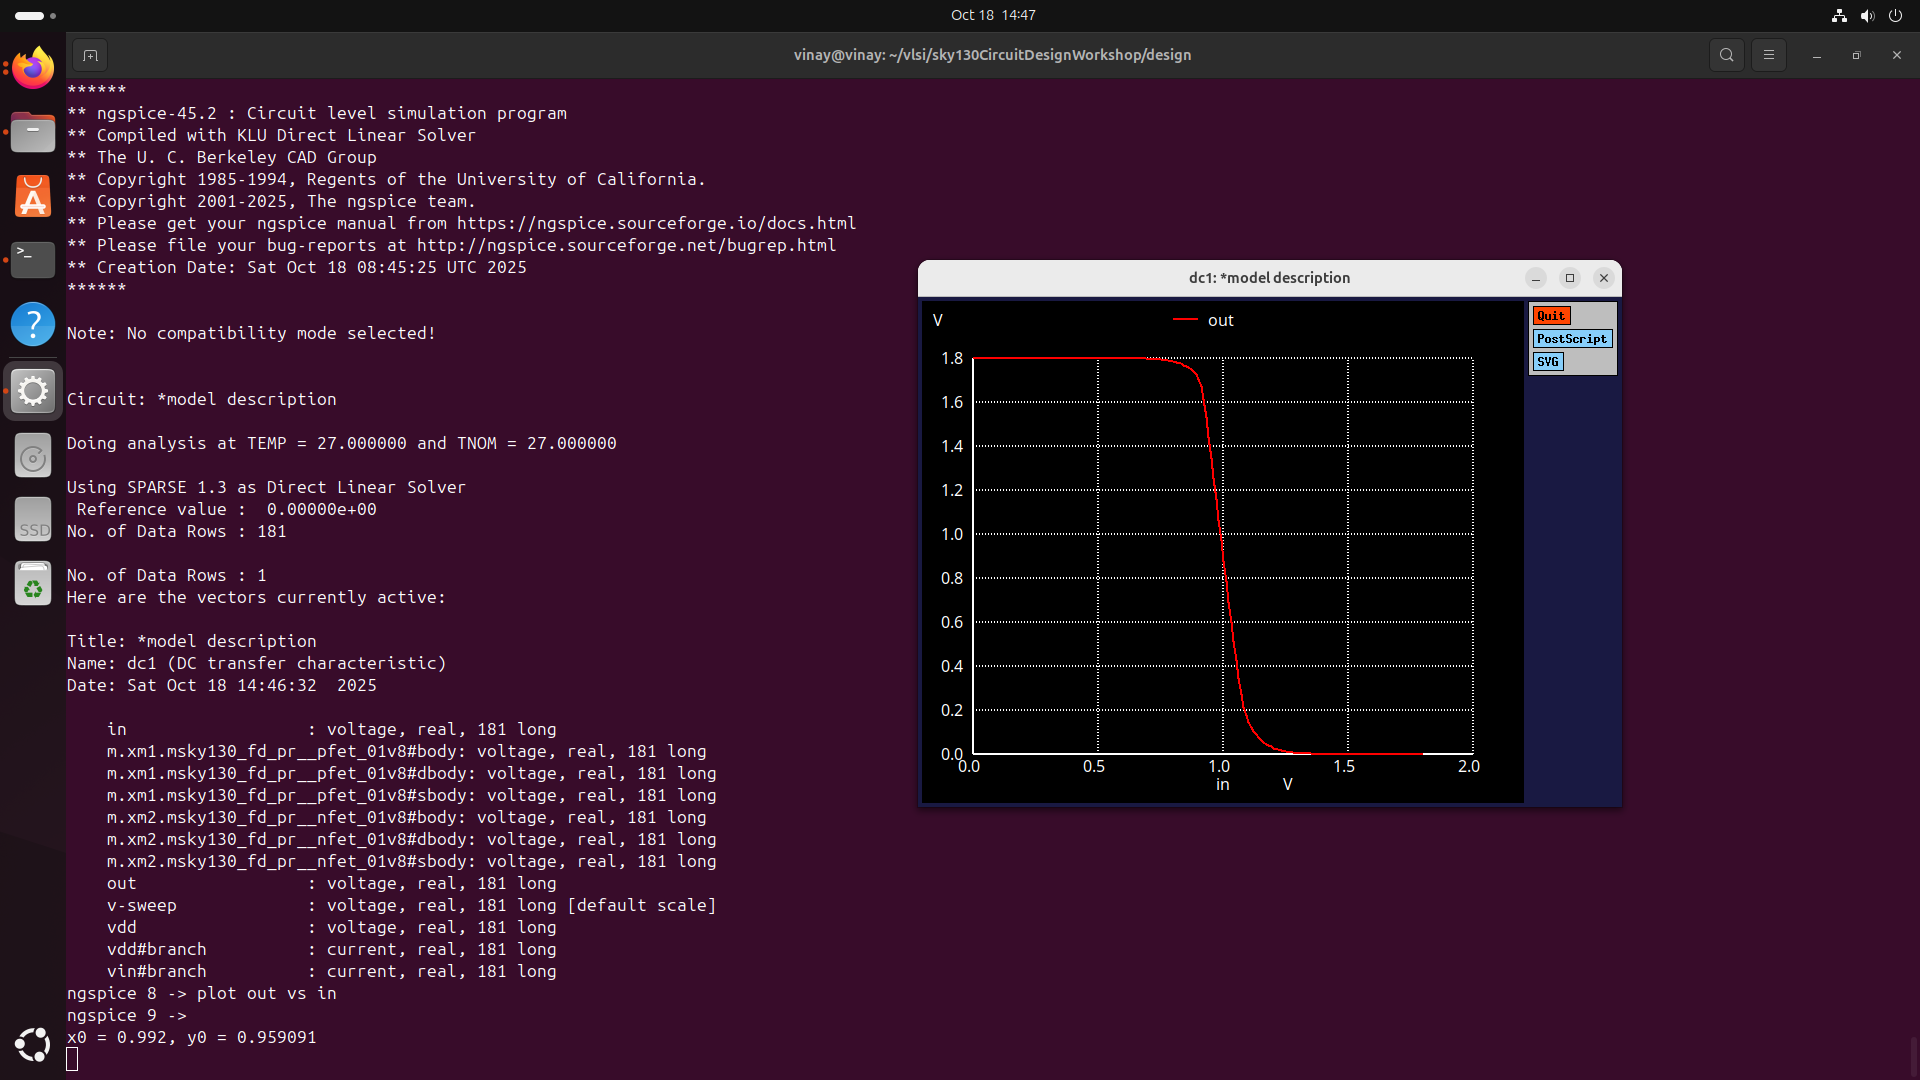 Oct 18 14:47
vinay@vinay: ~/vlsi/sky130CircuitDesignWorkshop/design
******
** ngspice-45.2 : Circuit level simulation program
** Compiled with KLU Direct Linear Solver
** The U. C. Berkeley CAD Group
** Copyright 1985-1994, Regents of the University of California.
** Copyright 2001-2025, The ngspice team.
** Please get your ngspice manual from https://ngspice.sourceforge.io/docs.html
** Please file your bug-reports at http://ngspice.sourceforge.net/bugrep.html
** Creation Date: Sat Oct 18 08:45:25 UTC 2025
******
Note: No compatibility mode selected!
Circuit: *model description
Doing analysis at TEMP = 27.000000 and TNOM = 27.000000
Using SPARSE 1.3 as Direct Linear Solver
Reference value :  0.00000e+00
No. of Data Rows : 181
No. of Data Rows : 1
Here are the vectors currently active:
Title: *model description
Name: dc1 (DC transfer characteristic)
Date: Sat Oct 18 14:46:32  2025
in : voltage, real, 181 long
m.xm1.msky130_fd_pr__pfet_01v8#body: voltage, real, 181 long
m.xm1.msky130_fd_pr__pfet_01v8#dbody: voltage, real, 181 long
m.xm1.msky130_fd_pr__pfet_01v8#sbody: voltage, real, 181 long
m.xm2.msky130_fd_pr__nfet_01v8#body: voltage, real, 181 long
m.xm2.msky130_fd_pr__nfet_01v8#dbody: voltage, real, 181 long
m.xm2.msky130_fd_pr__nfet_01v8#sbody: voltage, real, 181 long
out : voltage, real, 181 long
v-sweep : voltage, real, 181 long [default scale]
vdd : voltage, real, 181 long
vdd#branch : current, real, 181 long
vin#branch : current, real, 181 long
ngspice 8 -> plot out vs in
ngspice 9 ->
x0 = 0.992, y0 = 0.959091
dc1: *model description
V
out
1.8
1.6
1.4
1.2
1.0
0.8
0.6
0.4
0.2
0.0
0.0 0.5 1.0 1.5 2.0
in V
Quit
PostScript
SVG
>_
?
SSD